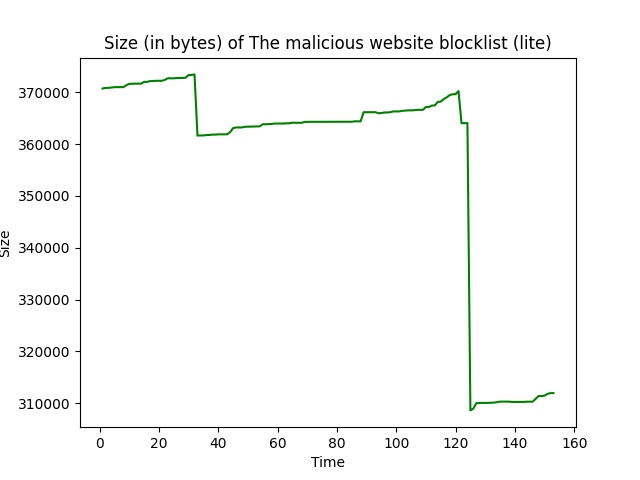 Size (in bytes) of The malicious website blocklist (lite)
370000
360000
350000
340000
330000
320000
310000
Size
0 20 40 60 80 100 120 140 160
Time